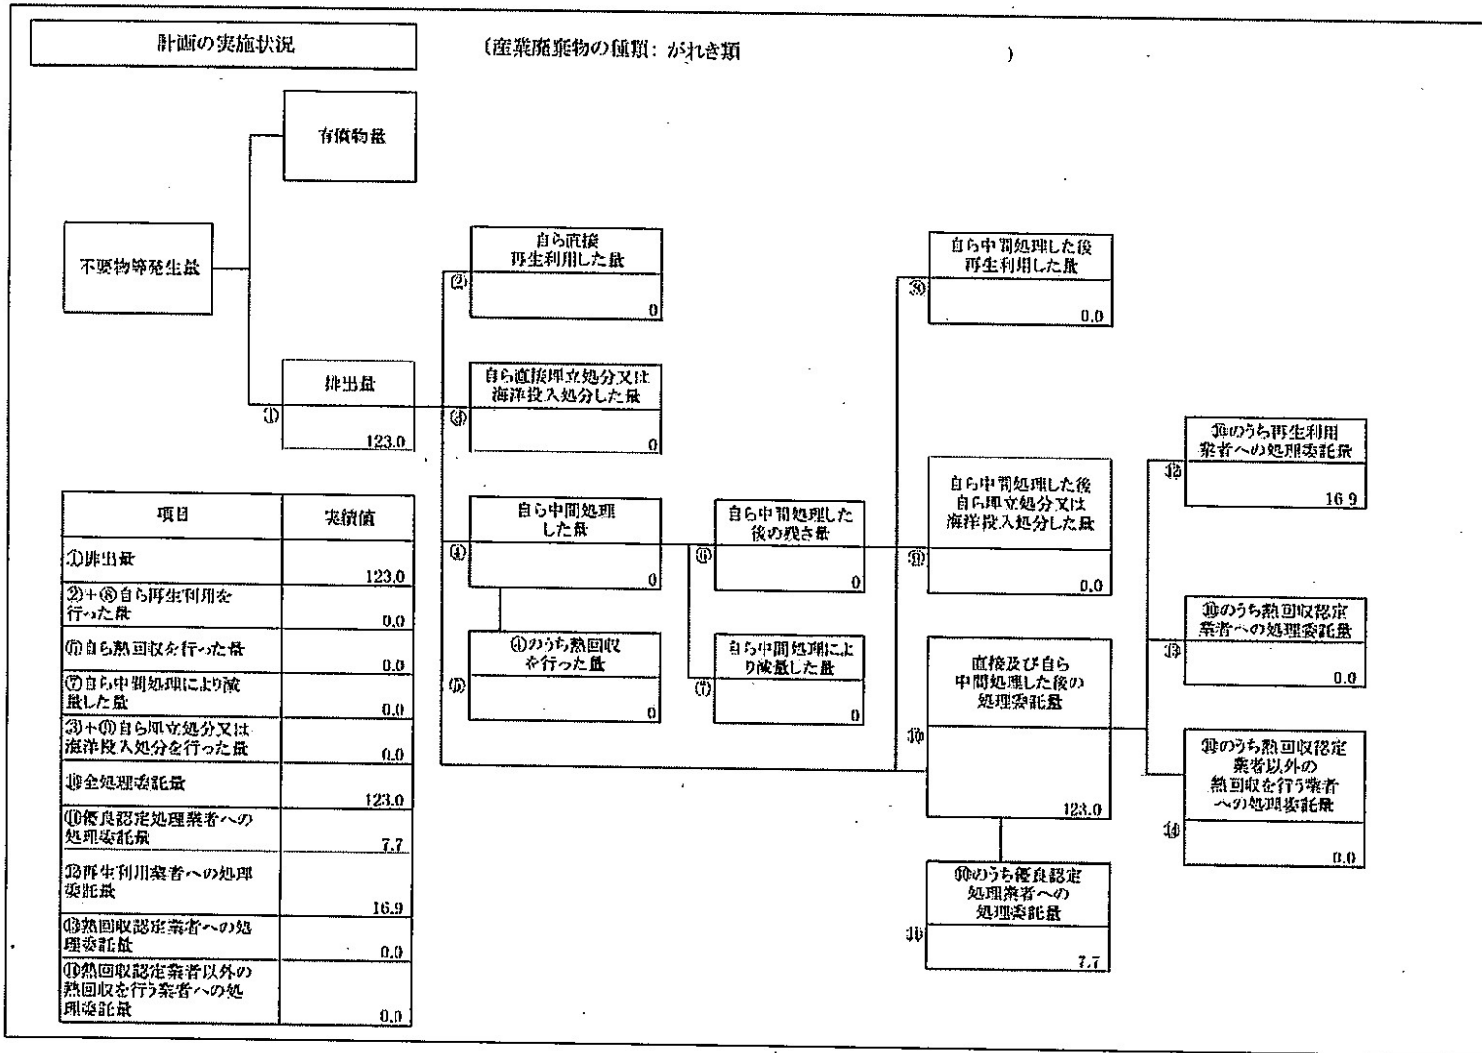 計画の実施状況
(産業廃棄物の種類: がれき類 )
有償物量
不要物等発生量
排出量
①
123.0
自ら直接
再生利用した量
②
0
自ら直接埋立処分又は
海洋投入処分した量
③
0
自ら中間処理
した量
④
0
④のうち熱回収
を行った量
⑤
0
自ら中間処理した
後の残さ量
⑥
0
自ら中間処理によ
り減量した量
⑦
0
自ら中間処理した後
再生利用した量
⑧
0.0
自ら中間処理した後
自ら埋立処分又は
海洋投入処分した量
⑨
0.0
直接及び自ら
中間処理した後の
処理委託量
⑩
123.0
⑩のうち優良認定
処理業者への
処理委託量
⑪
7.7
⑩のうち再生利用
業者への処理委託量
⑫
16.9
⑩のうち熱回収認定
業者への処理委託量
⑬
0.0
⑩のうち熱回収認定
業者以外の
熱回収を行う業者
への処理委託量
⑭
0.0
項目 実績値
①排出量
123.0
②+⑧自ら再生利用を
行った量
0.0
⑤自ら熱回収を行った量
0.0
⑦自ら中間処理により減
量した量
0.0
③+⑨自ら埋立処分又は
海洋投入処分を行った量
0.0
⑩全処理委託量
123.0
⑪優良認定処理業者への
処理委託量
7.7
⑫再生利用業者への処理
委託量
16.9
⑬熱回収認定業者への処
理委託量
0.0
⑭熱回収認定業者以外の
熱回収を行う業者への処
理委託量
0.0